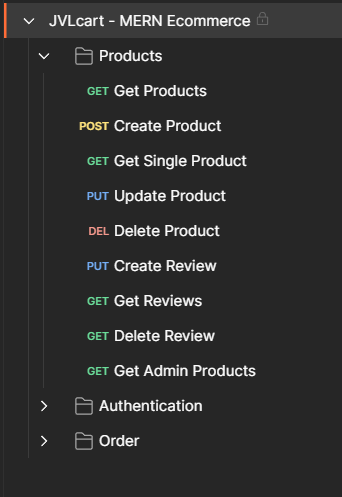 JVLcart - MERN Ecommerce
Products
GET Get Products
POST Create Product
GET Get Single Product
PUT Update Product
DEL Delete Product
PUT Create Review
GET Get Reviews
GET Delete Review
GET Get Admin Products
Authentication
Order